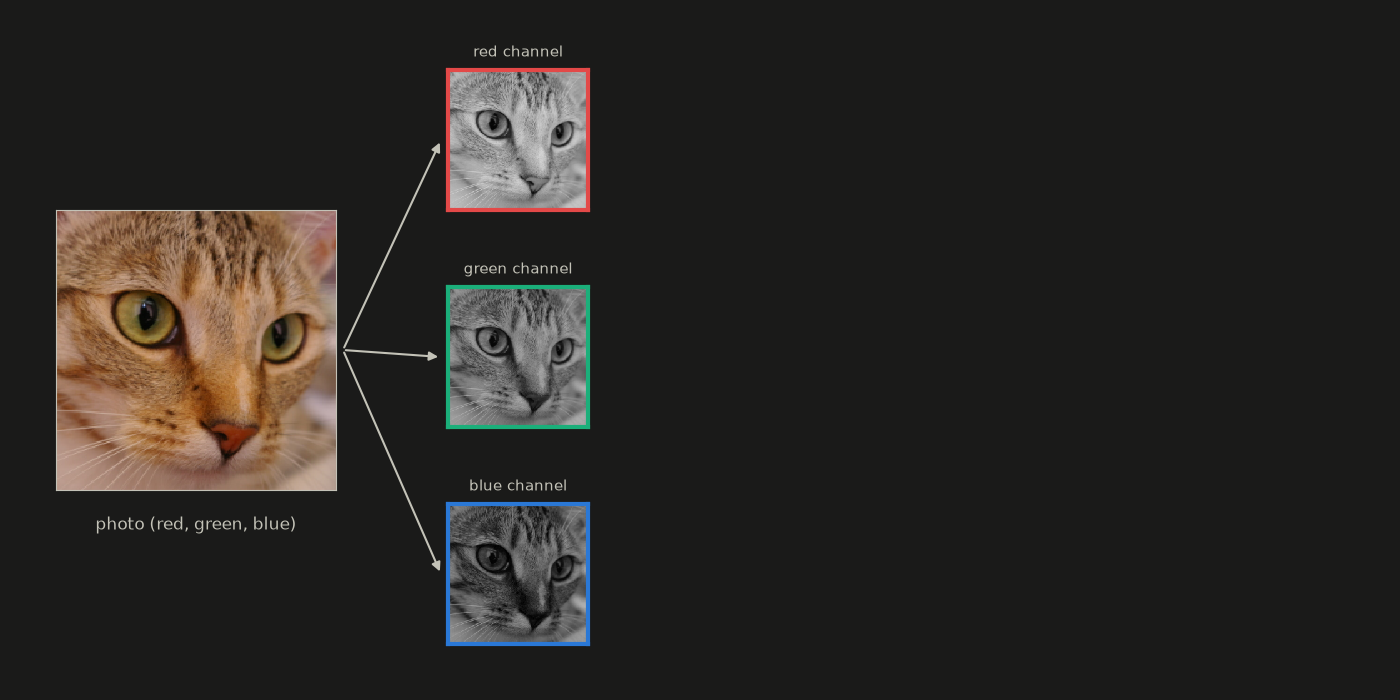 red channel
green channel
blue channel
photo (red, green, blue)